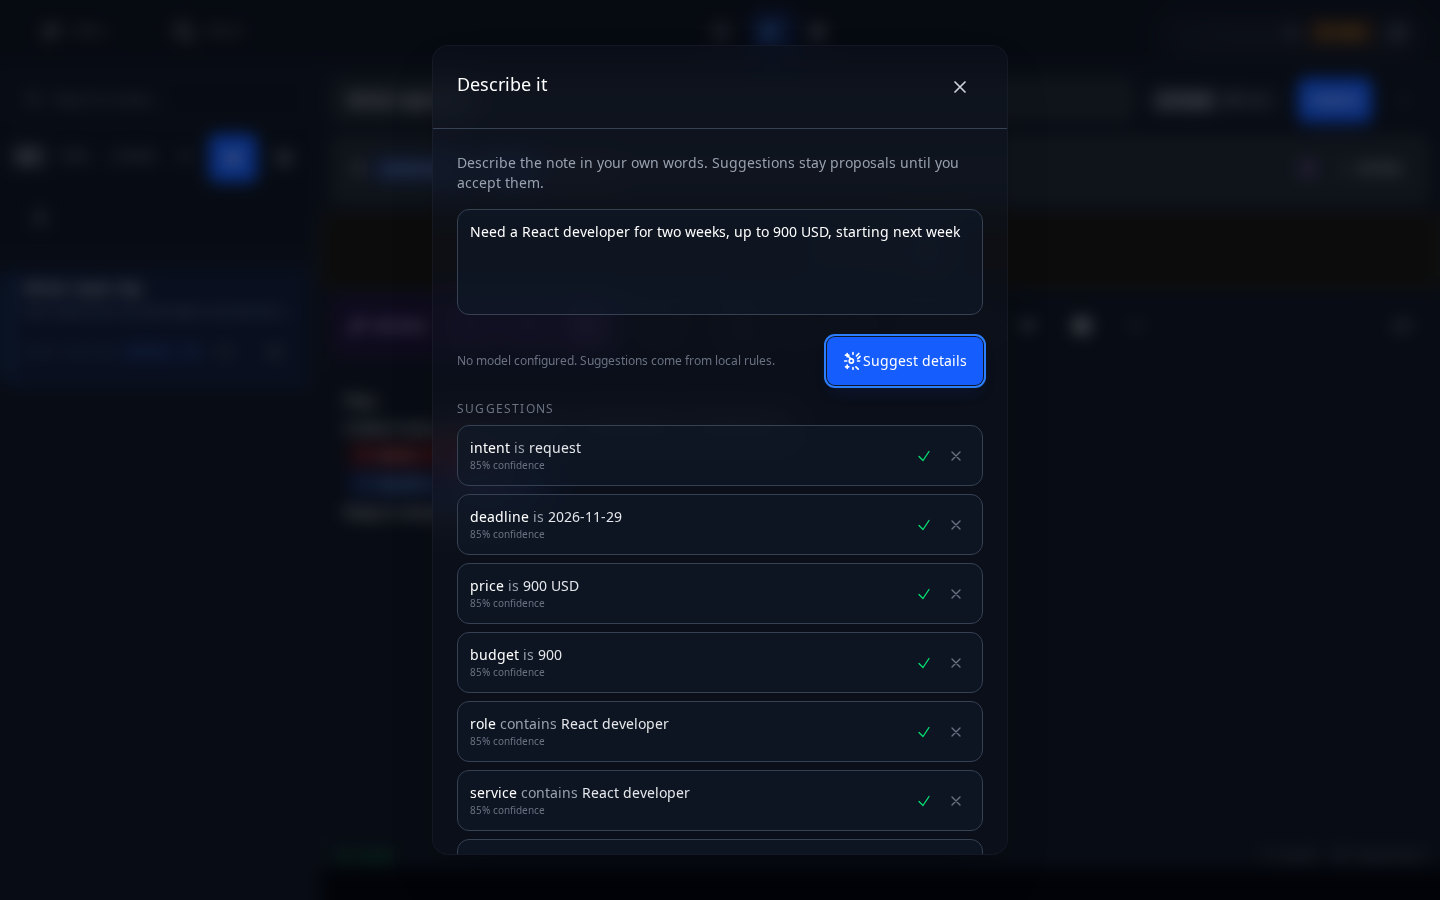 Describe it
Describe the note in your own words. Suggestions stay proposals until you
accept them.
Need a React developer for two weeks, up to 900 USD, starting next week
No model configured. Suggestions come from local rules.
Suggest details
SUGGESTIONS
intent is request
85% confidence
deadline is 2026-11-29
85% confidence
price is 900 USD
85% confidence
budget is 900
85% confidence
role contains React developer
85% confidence
service contains React developer
85% confidence